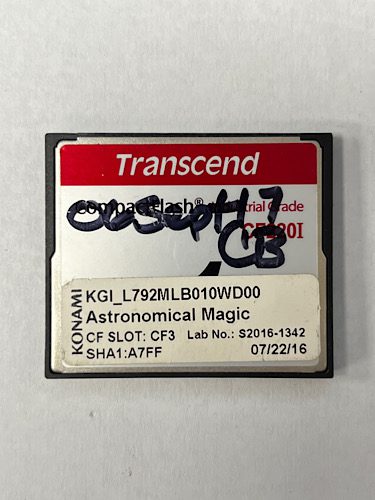 Transcend
CompactFlash® Industrial Grade
CF220I
CB
KONAMI
KGI_L792MLB010WD00
Astronomical Magic
CF SLOT: CF3 Lab No.: S2016-1342
SHA1:A7FF 07/22/16